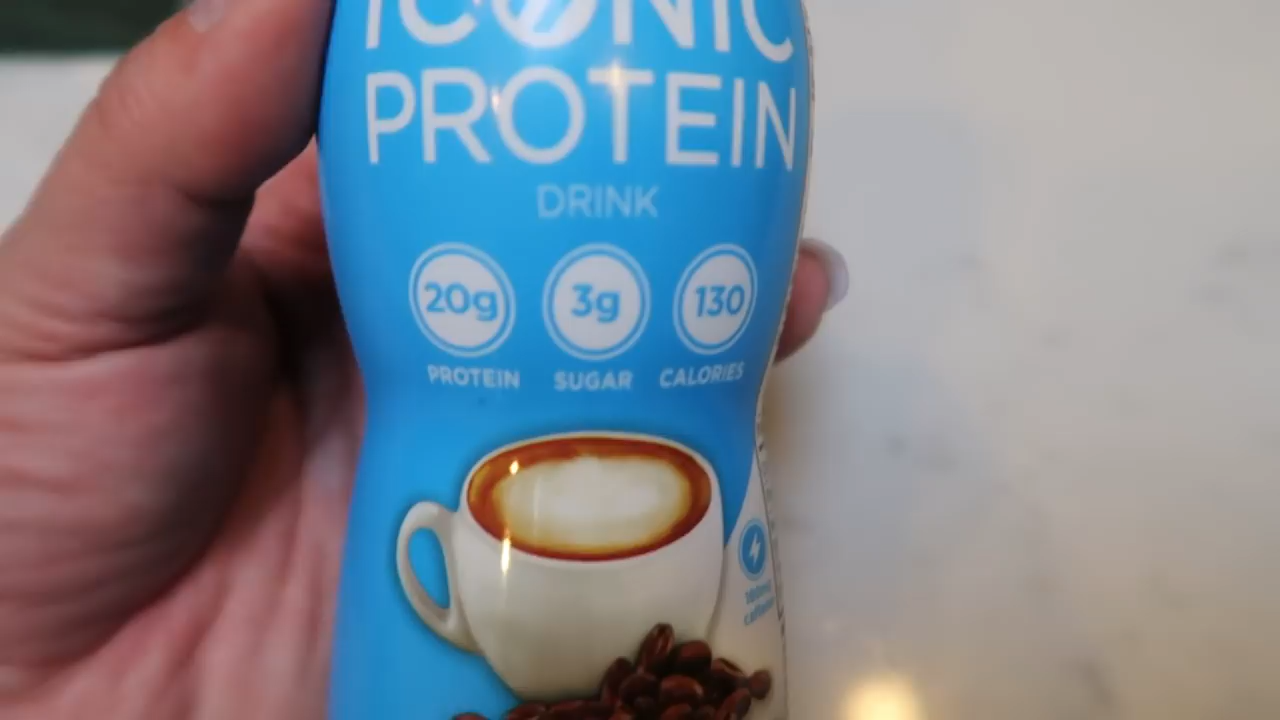 ICONIC
PROTEIN
DRINK
20g 3g 130
PROTEIN SUGAR CALORIES